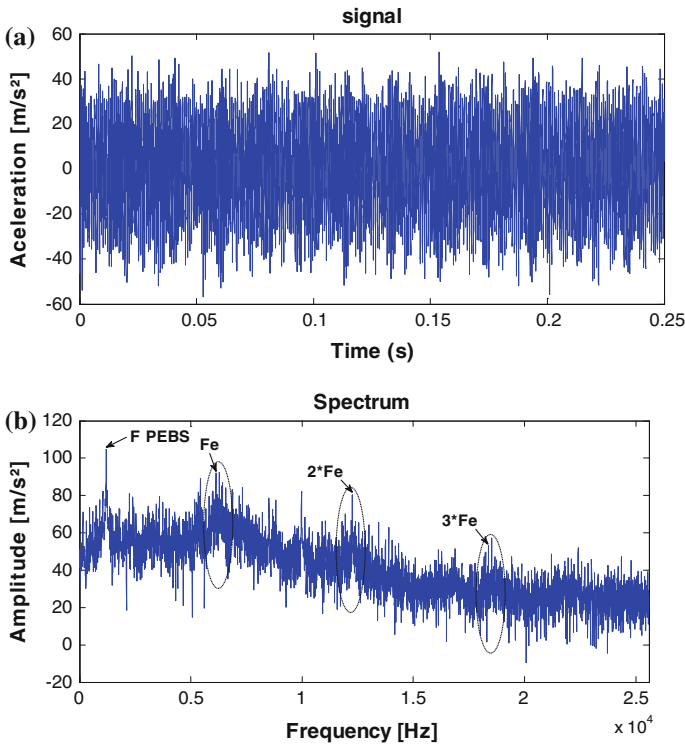 (a)
signal
Aceleration [m/s²]
60
40
20
0
-20
-40
-60
0
0.05
0.1
0.15
0.2
0.25
Time (s)
(b)
Spectrum
Amplitude [m/s²]
120
100
80
60
40
20
0
-20
F PEBS
Fe
2*Fe
3*Fe
0
0.5
1
1.5
2
2.5
Frequency [Hz]
x 10⁴